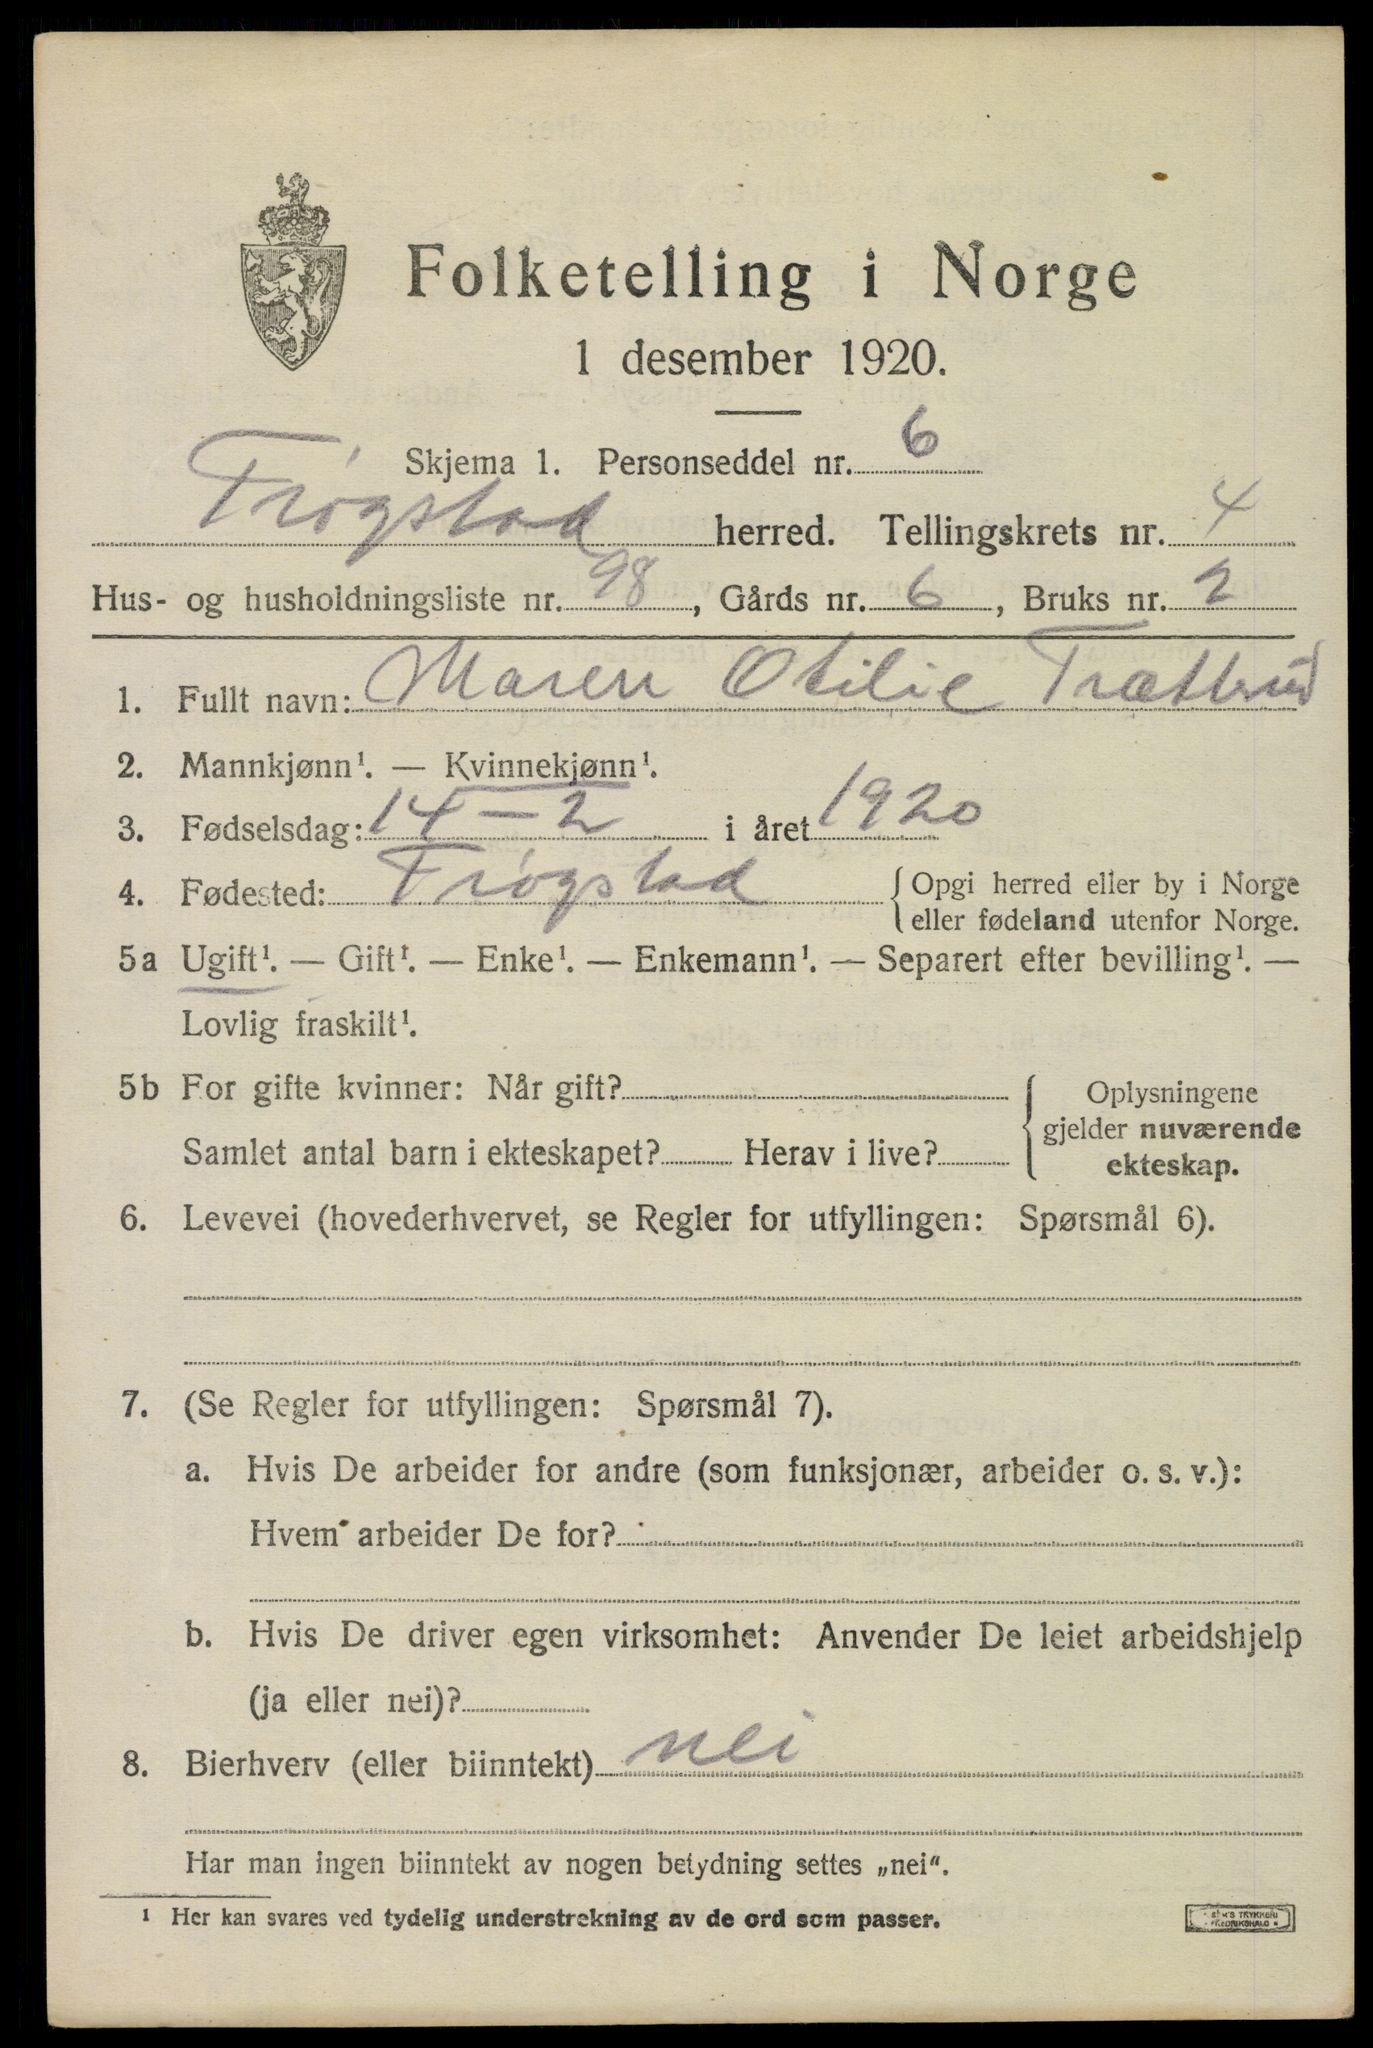 Folketelling i Norge
1 desember 1920.
Skjema 1. Personseddel nr. 6
Trøgstad herred. Tellingskrets nr. 4
Hus- og husholdningsliste nr. 98, Gårds nr. 6, Bruks nr. 2
1. Fullt navn: Maren Otilie Trætbrud
2. Mannkjønn¹. — Kvinnekjønn¹.
3. Fødselsdag: 14 – 2 i året 1920
4. Fødested: Trøgstad { Opgi herred eller by i Norge
eller fødeland utenfor Norge.
5a Ugift¹. — Gift¹. — Enke¹. — Enkemann¹. — Separert efter bevilling¹. —
Lovlig fraskilt¹.
5b For gifte kvinner: Når gift?
Samlet antal barn i ekteskapet? Herav i live?
Oplysningene
gjelder nuværende
ekteskap.
6. Levevei (hovederhvervet, se Regler for utfyllingen: Spørsmål 6).
7. (Se Regler for utfyllingen: Spørsmål 7).
a. Hvis De arbeider for andre (som funksjonær, arbeider o. s. v.):
Hvem arbeider De for?
b. Hvis De driver egen virksomhet: Anvender De leiet arbeidshjelp
(ja eller nei)?
8. Bierhverv (eller biinntekt) nei
Har man ingen biinntekt av nogen betydning settes „nei“.
¹ Her kan svares ved tydelig understrekning av de ord som passer.
TRYKKERI
FREDRIKSHALD